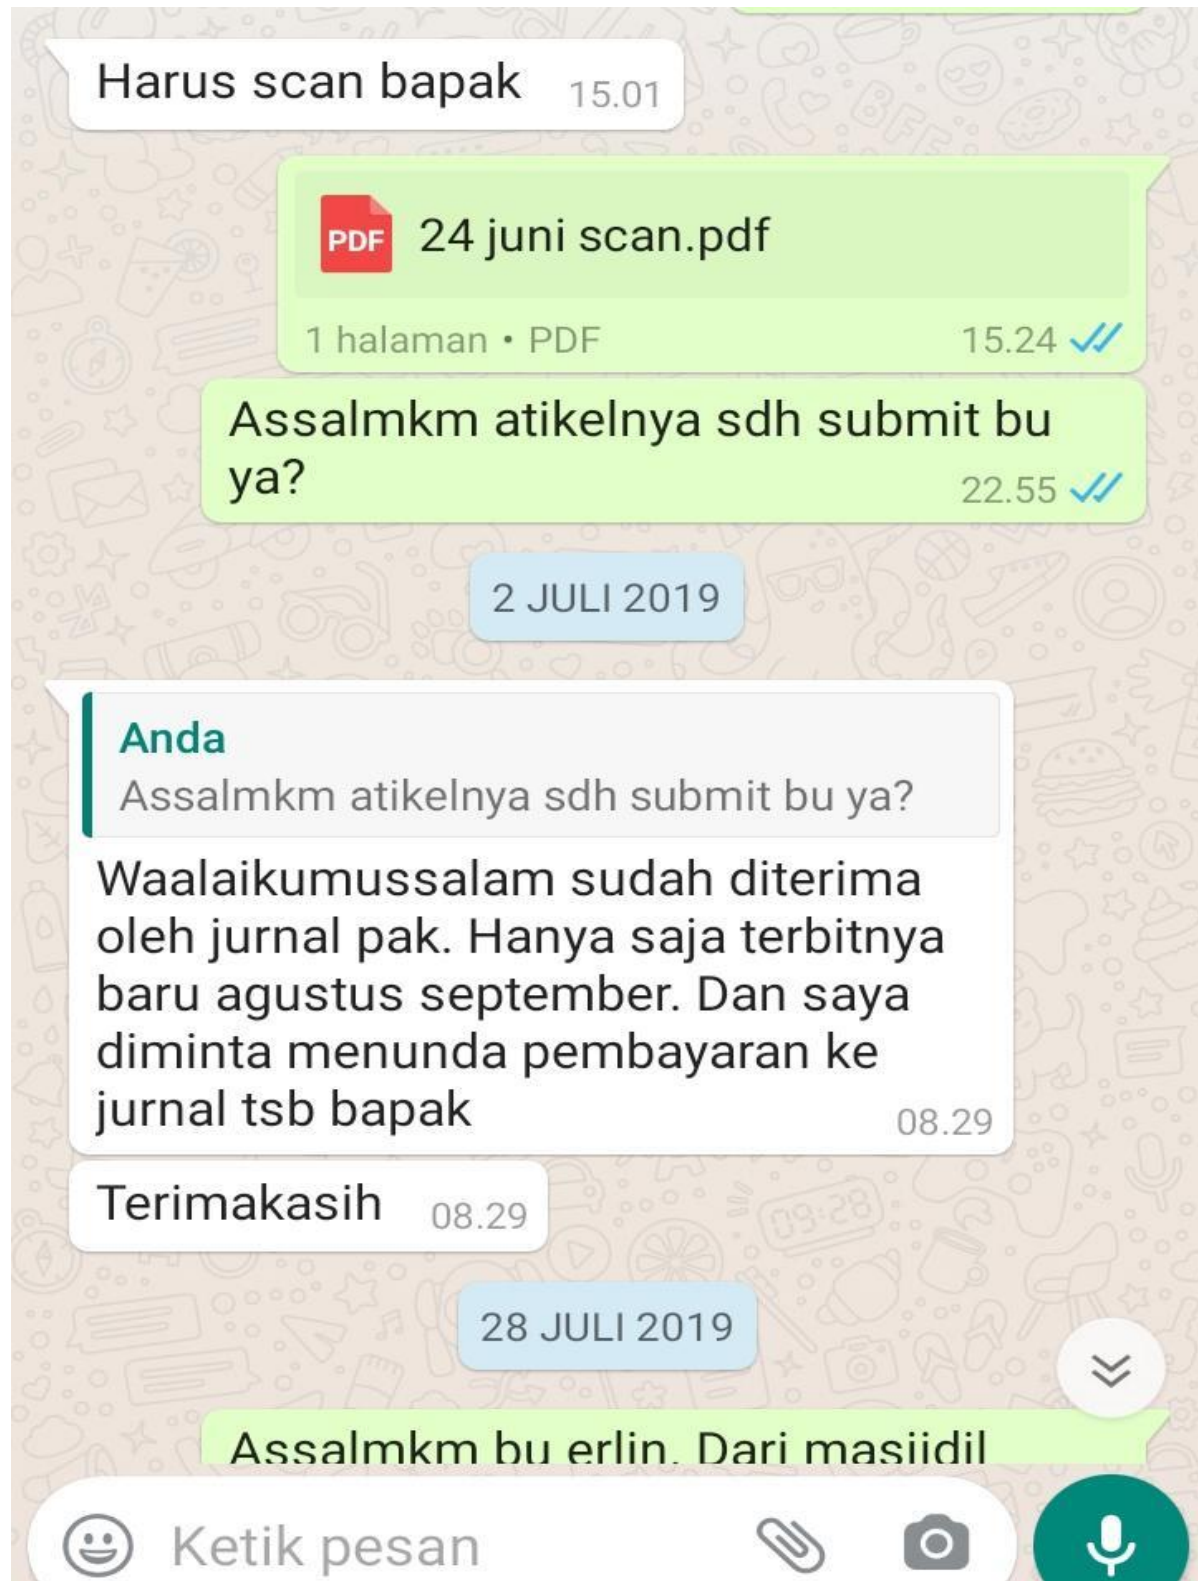 Harus scan bapak 15.01
PDF 24 juni scan.pdf
1 halaman • PDF 15.24
Assalmkm atikelnya sdh submit bu
ya? 22.55
2 JULI 2019
Anda
Assalmkm atikelnya sdh submit bu ya?
Waalaikumussalam sudah diterima
oleh jurnal pak. Hanya saja terbitnya
baru agustus september. Dan saya
diminta menunda pembayaran ke
jurnal tsb bapak 08.29
Terimakasih 08.29
28 JULI 2019
Assalmkm bu erlin. Dari masjidil
Ketik pesan